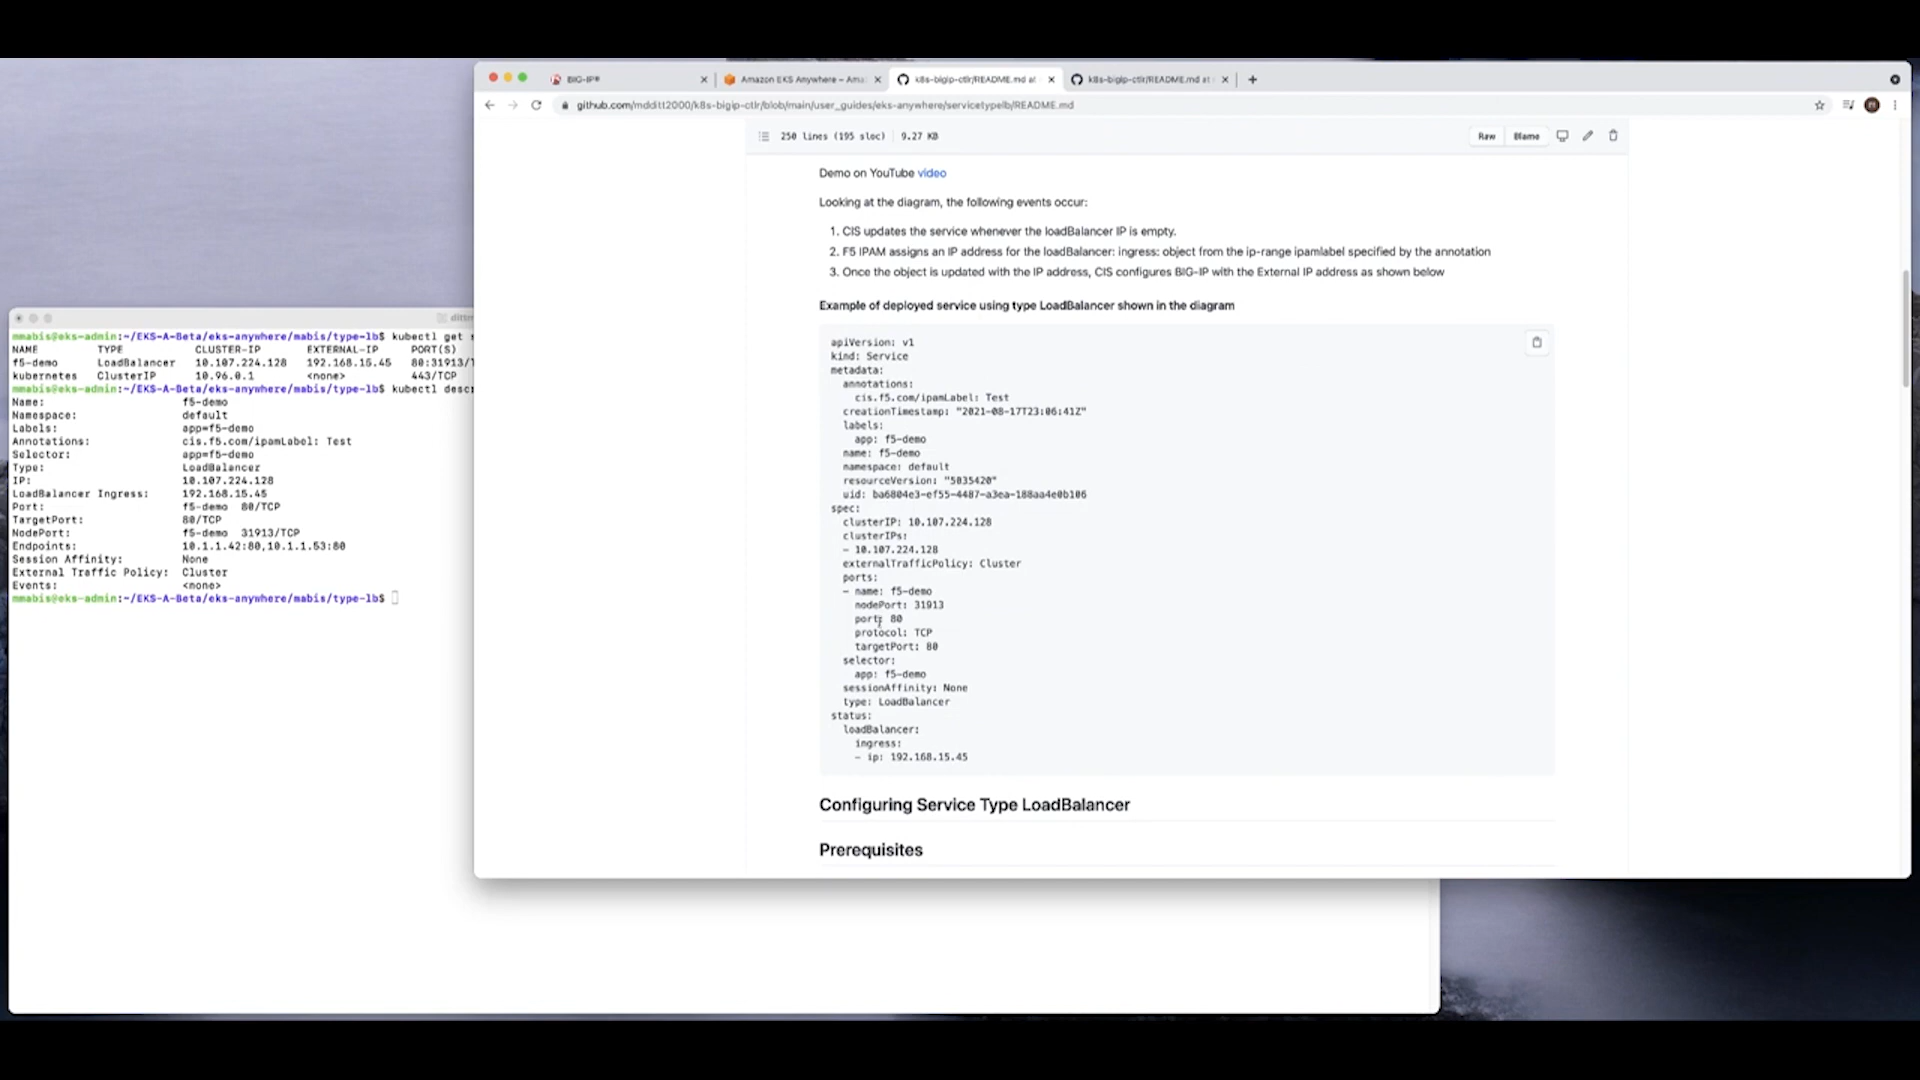 BIG-IP®
Amazon EKS Anywhere – Ama
k8s-bigip-ctlr/README.md at
k8s-bigip-ctlr/README.md at
github.com/mdditt2000/k8s-bigip-ctlr/blob/main/user_guides/eks-anywhere/servicetypelb/README.md
250 lines (195 sloc) 9.27 KB
Raw Blame
Demo on YouTube video
Looking at the diagram, the following events occur:
1. CIS updates the service whenever the loadBalancer IP is empty.
2. F5 IPAM assigns an IP address for the loadBalancer: ingress: object from the ip-range ipamlabel specified by the annotation
3. Once the object is updated with the IP address, CIS configures BIG-IP with the External IP address as shown below
Example of deployed service using type LoadBalancer shown in the diagram
apiVersion: v1
kind: Service
metadata:
annotations:
cis.f5.com/ipamLabel: Test
creationTimestamp: "2021-08-17T23:06:41Z"
labels:
app: f5-demo
name: f5-demo
namespace: default
resourceVersion: "5035420"
uid: ba6804e3-ef55-4487-a3ea-188aa4e0b106
spec:
clusterIP: 10.107.224.128
clusterIPs:
- 10.107.224.128
externalTrafficPolicy: Cluster
ports:
- name: f5-demo
nodePort: 31913
port: 80
protocol: TCP
targetPort: 80
selector:
app: f5-demo
sessionAffinity: None
type: LoadBalancer
status:
loadBalancer:
ingress:
- ip: 192.168.15.45
Configuring Service Type LoadBalancer
Prerequisites
mmabis@eks-admin:~/EKS-A-Beta/eks-anywhere/mabis/type-lb$ kubectl get
NAME TYPE CLUSTER-IP EXTERNAL-IP PORT(S)
f5-demo LoadBalancer 10.107.224.128 192.168.15.45 80:31913/
kubernetes ClusterIP 10.96.0.1 <none> 443/TCP
mmabis@eks-admin:~/EKS-A-Beta/eks-anywhere/mabis/type-lb$ kubectl desc
Name: f5-demo
Namespace: default
Labels: app=f5-demo
Annotations: cis.f5.com/ipamLabel: Test
Selector: app=f5-demo
Type: LoadBalancer
IP: 10.107.224.128
LoadBalancer Ingress: 192.168.15.45
Port: f5-demo 80/TCP
TargetPort: 80/TCP
NodePort: f5-demo 31913/TCP
Endpoints: 10.1.1.42:80,10.1.1.53:80
Session Affinity: None
External Traffic Policy: Cluster
Events: <none>
mmabis@eks-admin:~/EKS-A-Beta/eks-anywhere/mabis/type-lb$